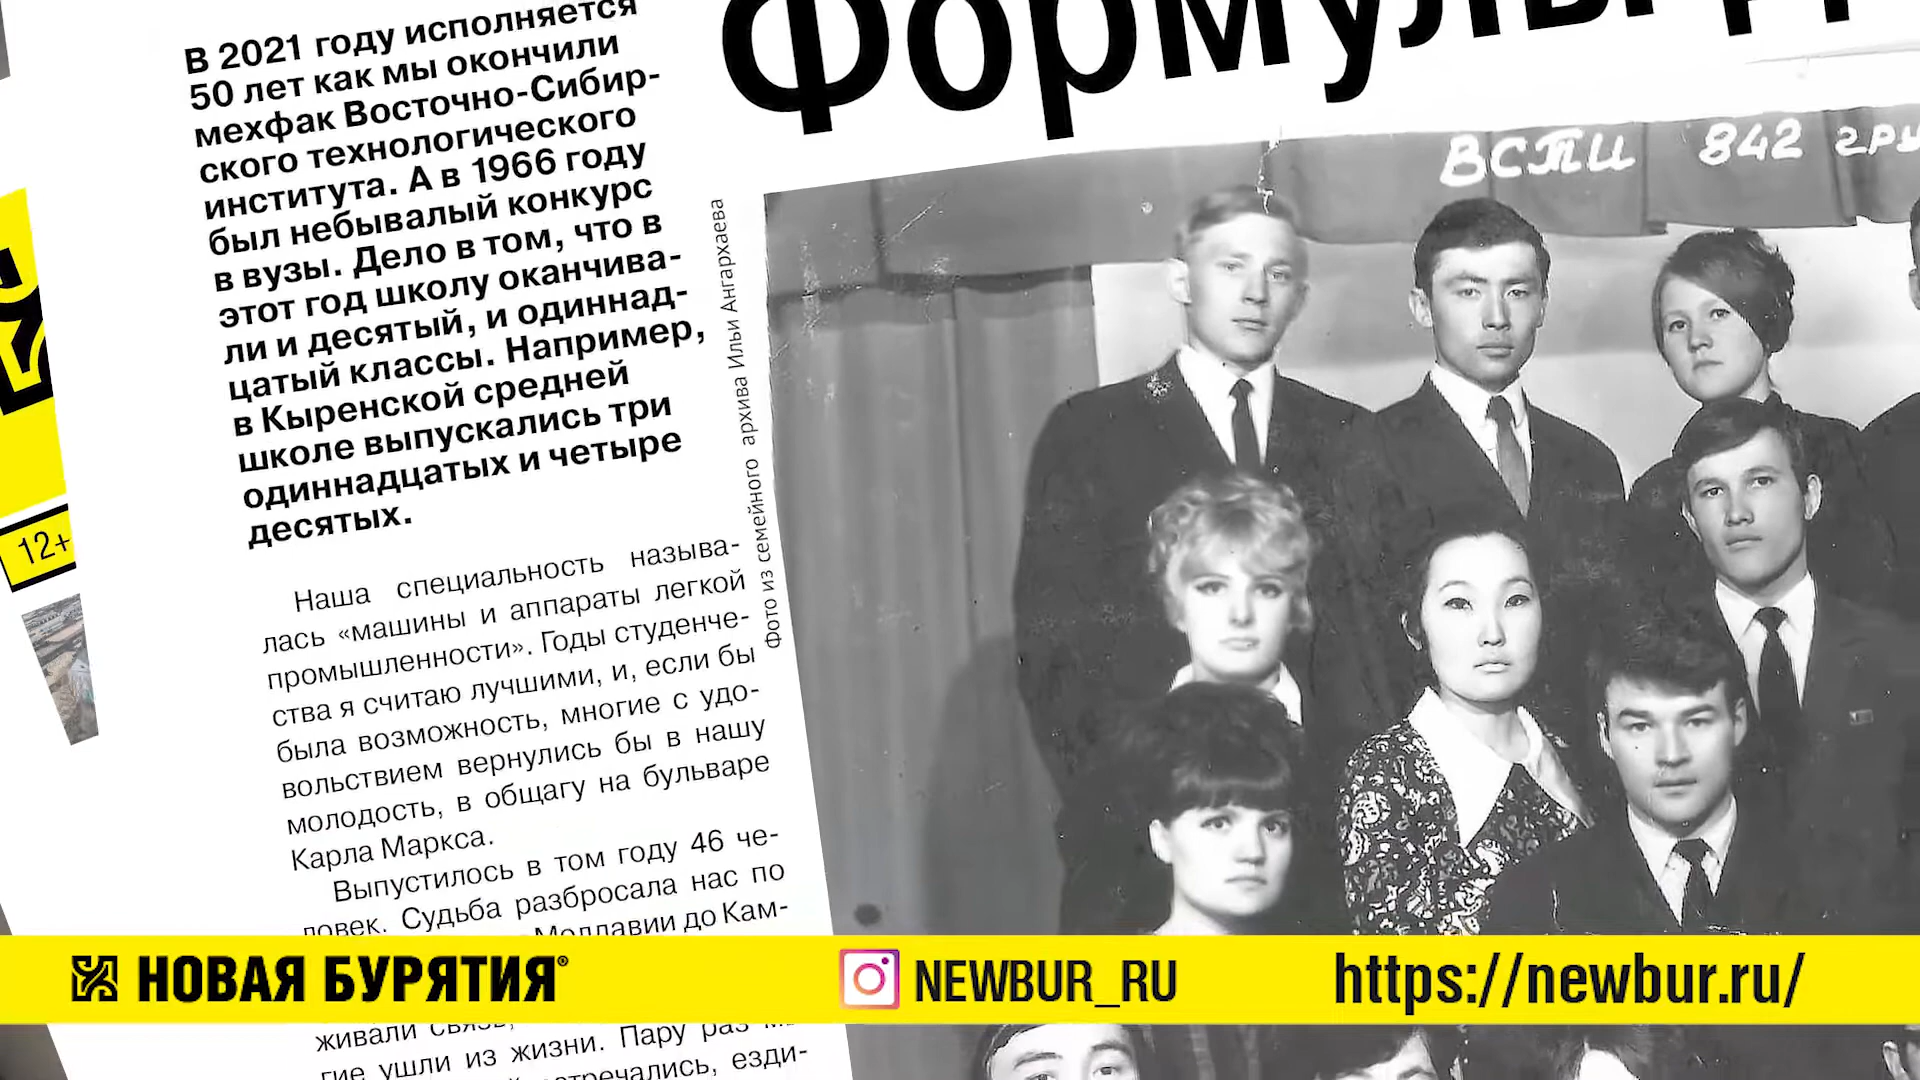 Формулы
В 2021 году исполняется
50 лет как мы окончили
мехфак Восточно-Сибир-
ского технологического
института. А в 1966 году
был небывалый конкурс
в вузы. Дело в том, что в
этот год школу оканчива-
ли и десятый, и одиннад-
цатый классы. Например,
в Кыренской средней
школе выпускались три
одиннадцатых и четыре
десятых.
Наша специальность называ-
лась «машины и аппараты легкой
промышленности». Годы студенче-
ства я считаю лучшими, и, если бы
была возможность, многие с удо-
вольствием вернулись бы в нашу
молодость, в общагу на бульваре
Карла Маркса.
Выпустилось в том году 46 че-
ловек. Судьба разбросала нас по
Молдавии до Кам-
живали связь,
гие ушли из жизни. Пару раз
встречались, езди-
Фото из семейного архива Ильи Ангархаева
ВСТИ 842 гру
12+
НОВАЯ БУРЯТИЯ®
NEWBUR_RU
https://newbur.ru/